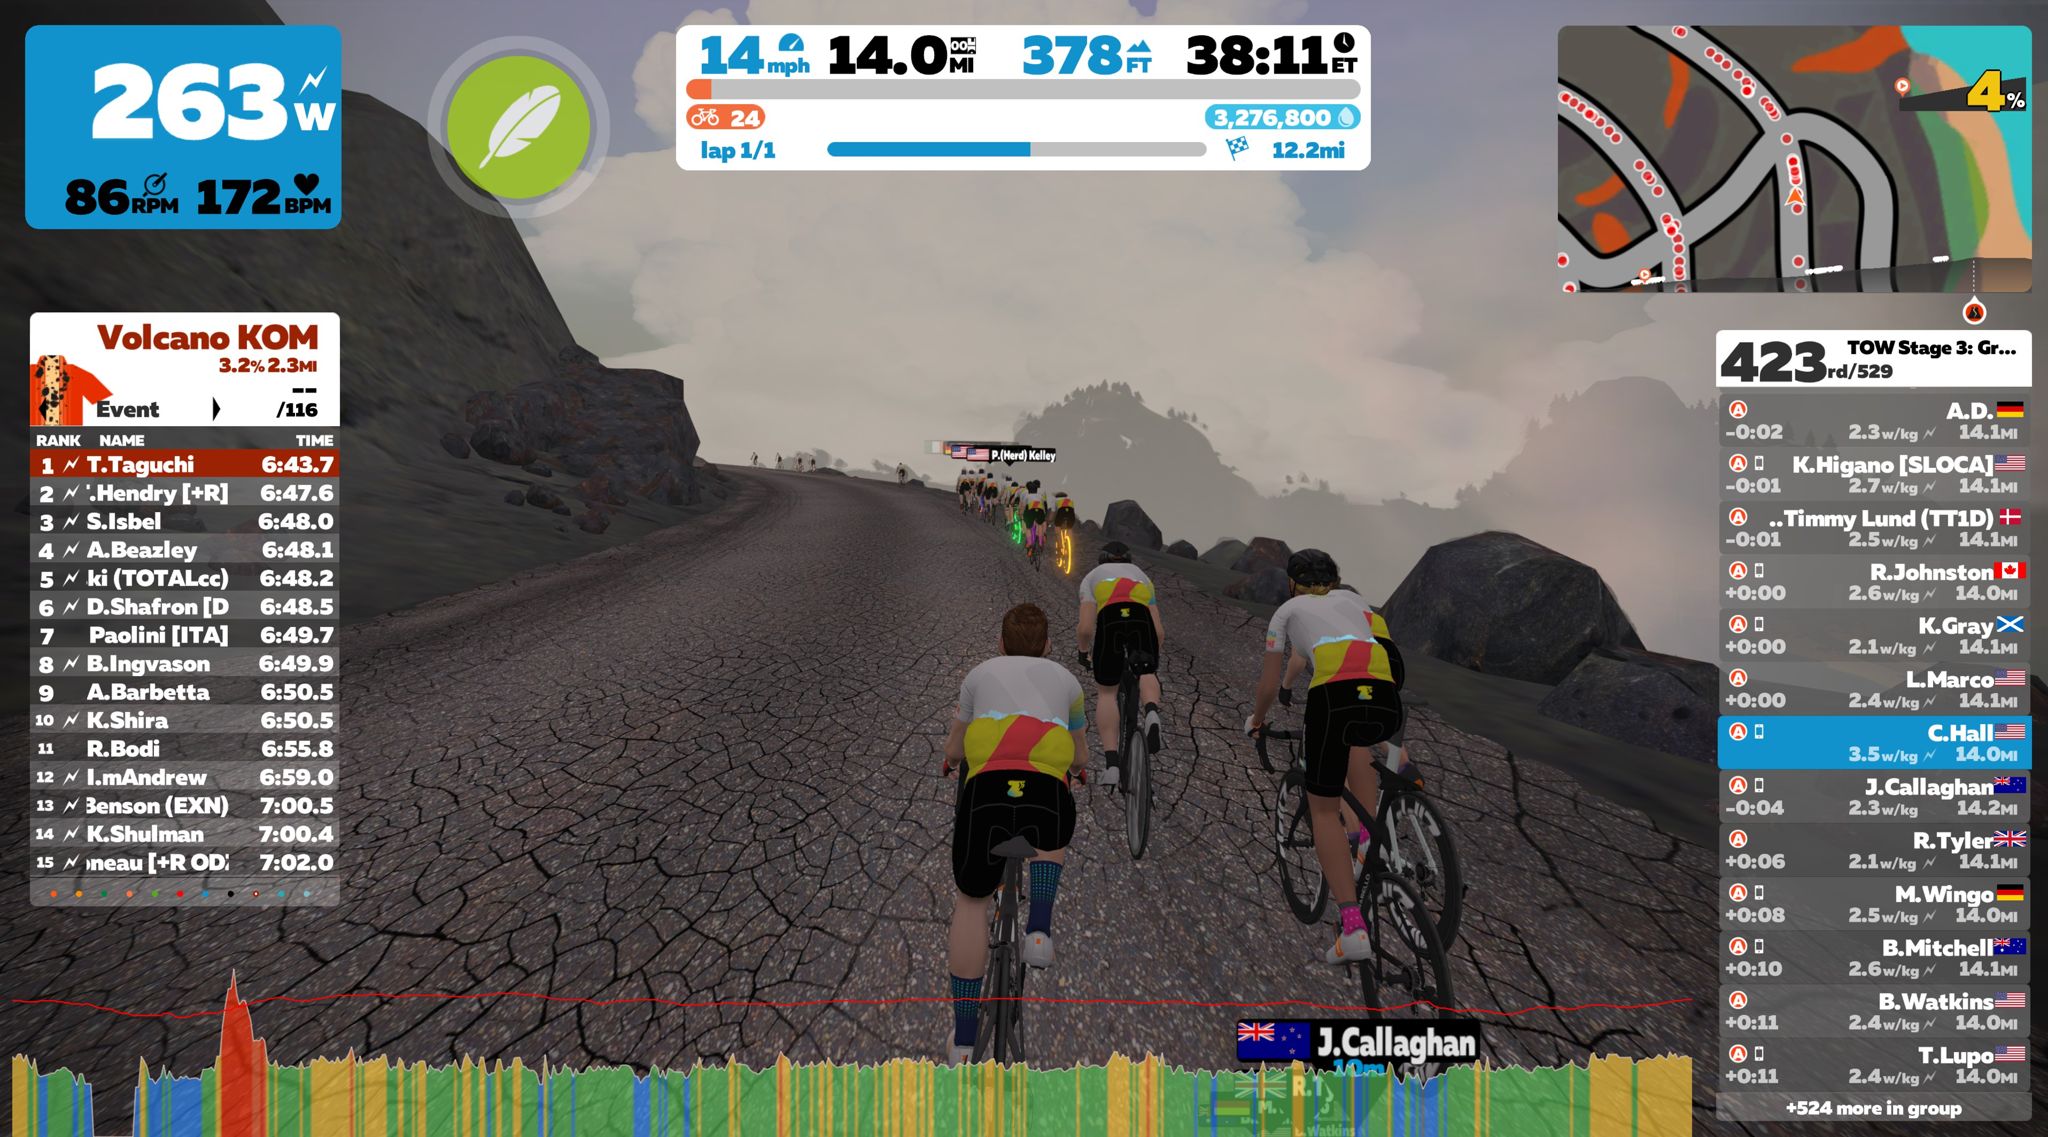 263 W
86 RPM 172 BPM
14 mph 14.0 MI 378 FT 38:11 ET
24
3,276,800
lap 1/1
12.2mi
4%
Volcano KOM
3.2% 2.3MI
--
Event /116
RANK NAME TIME
1 T.Taguchi 6:43.7
2 '.Hendry [+R] 6:47.6
3 S.Isbel 6:48.0
4 A.Beazley 6:48.1
5 ki (TOTALcc) 6:48.2
6 D.Shafron [D 6:48.5
7 Paolini [ITA] 6:49.7
8 B.Ingvason 6:49.9
9 A.Barbetta 6:50.5
10 K.Shira 6:50.5
11 R.Bodi 6:55.8
12 I.mAndrew 6:59.0
13 Benson (EXN) 7:00.5
14 K.Shulman 7:00.4
15 neau [+R OD 7:02.0
P.(Herd) Kelley
J.Callaghan
10m
423rd/529 TOW Stage 3: Gr...
A A.D.
-0:02 2.3w/kg 14.1MI
A K.Higano [SLOCA]
-0:01 2.7w/kg 14.1MI
A ..Timmy Lund (TT1D)
-0:01 2.5w/kg 14.1MI
A R.Johnston
+0:00 2.6w/kg 14.0MI
A K.Gray
+0:00 2.1w/kg 14.1MI
A L.Marco
+0:00 2.4w/kg 14.1MI
A C.Hall
3.5w/kg 14.0MI
A J.Callaghan
-0:04 2.3w/kg 14.2MI
A R.Tyler
+0:06 2.1w/kg 14.1MI
A M.Wingo
+0:08 2.5w/kg 14.0MI
A B.Mitchell
+0:10 2.6w/kg 14.1MI
A B.Watkins
+0:11 2.4w/kg 14.0MI
A T.Lupo
+0:11 2.4w/kg 14.0MI
+524 more in group